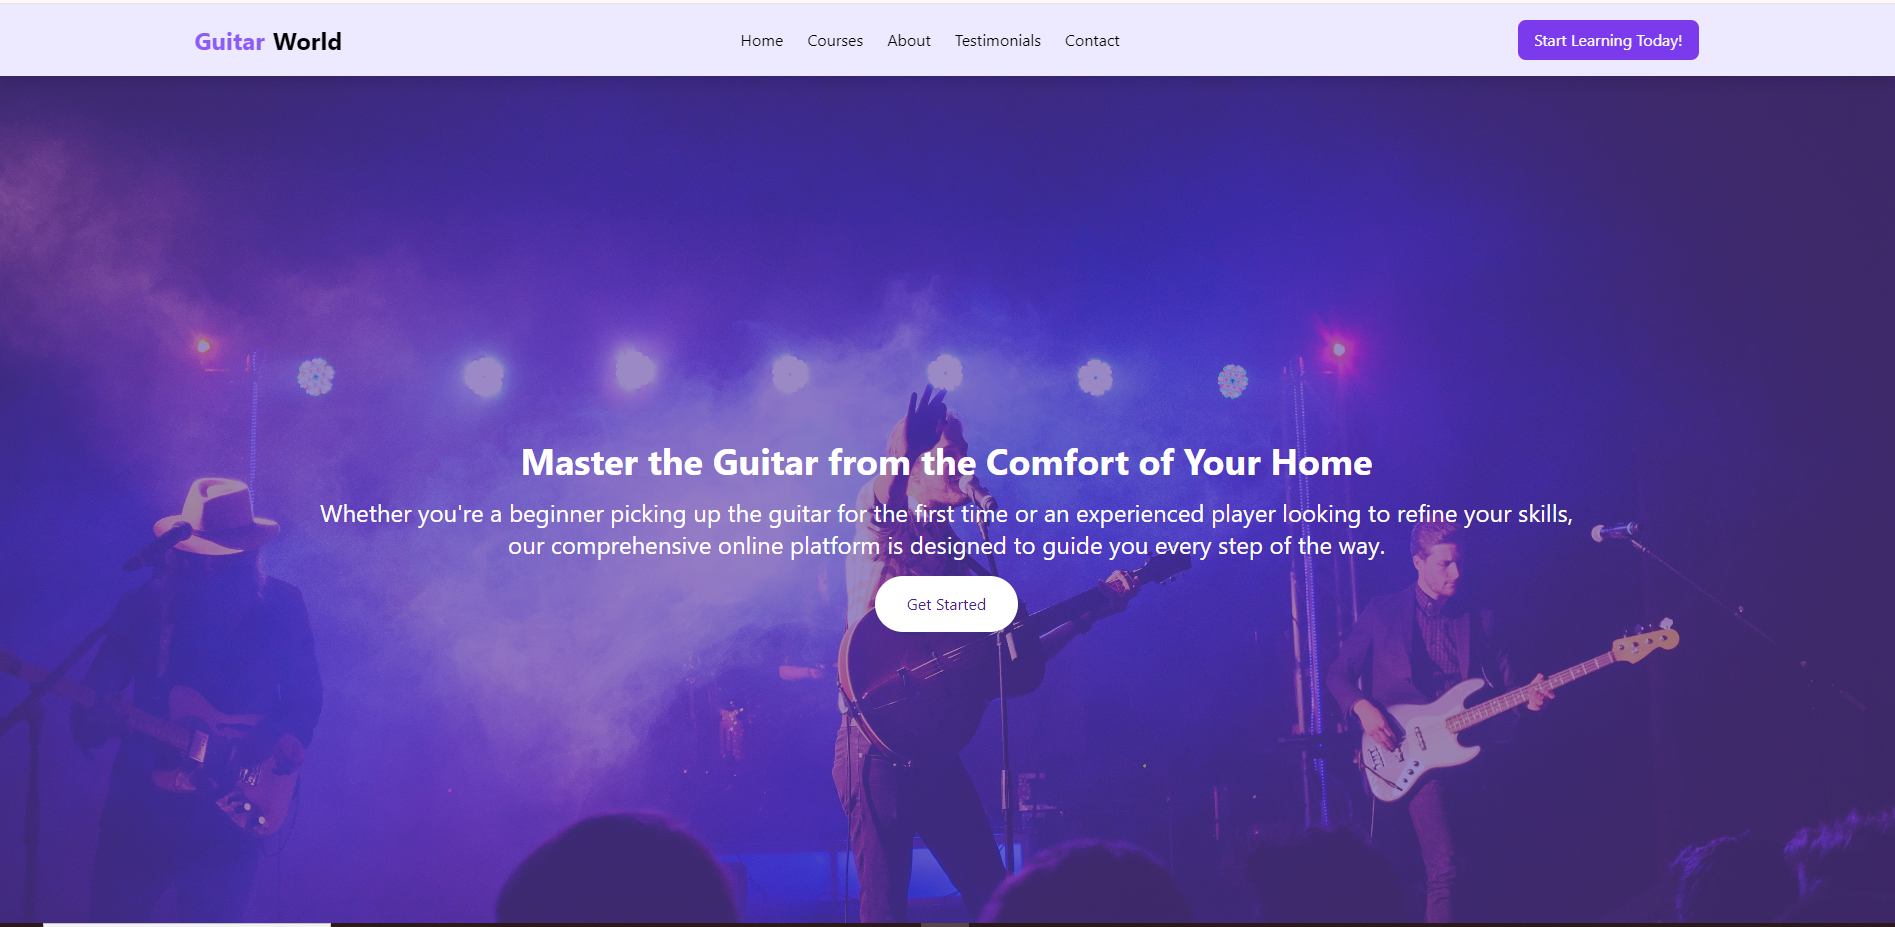 Guitar World
Home Courses About Testimonials Contact
Start Learning Today!
Master the Guitar from the Comfort of Your Home
Whether you're a beginner picking up the guitar for the first time or an experienced player looking to refine your skills,
our comprehensive online platform is designed to guide you every step of the way.
Get Started